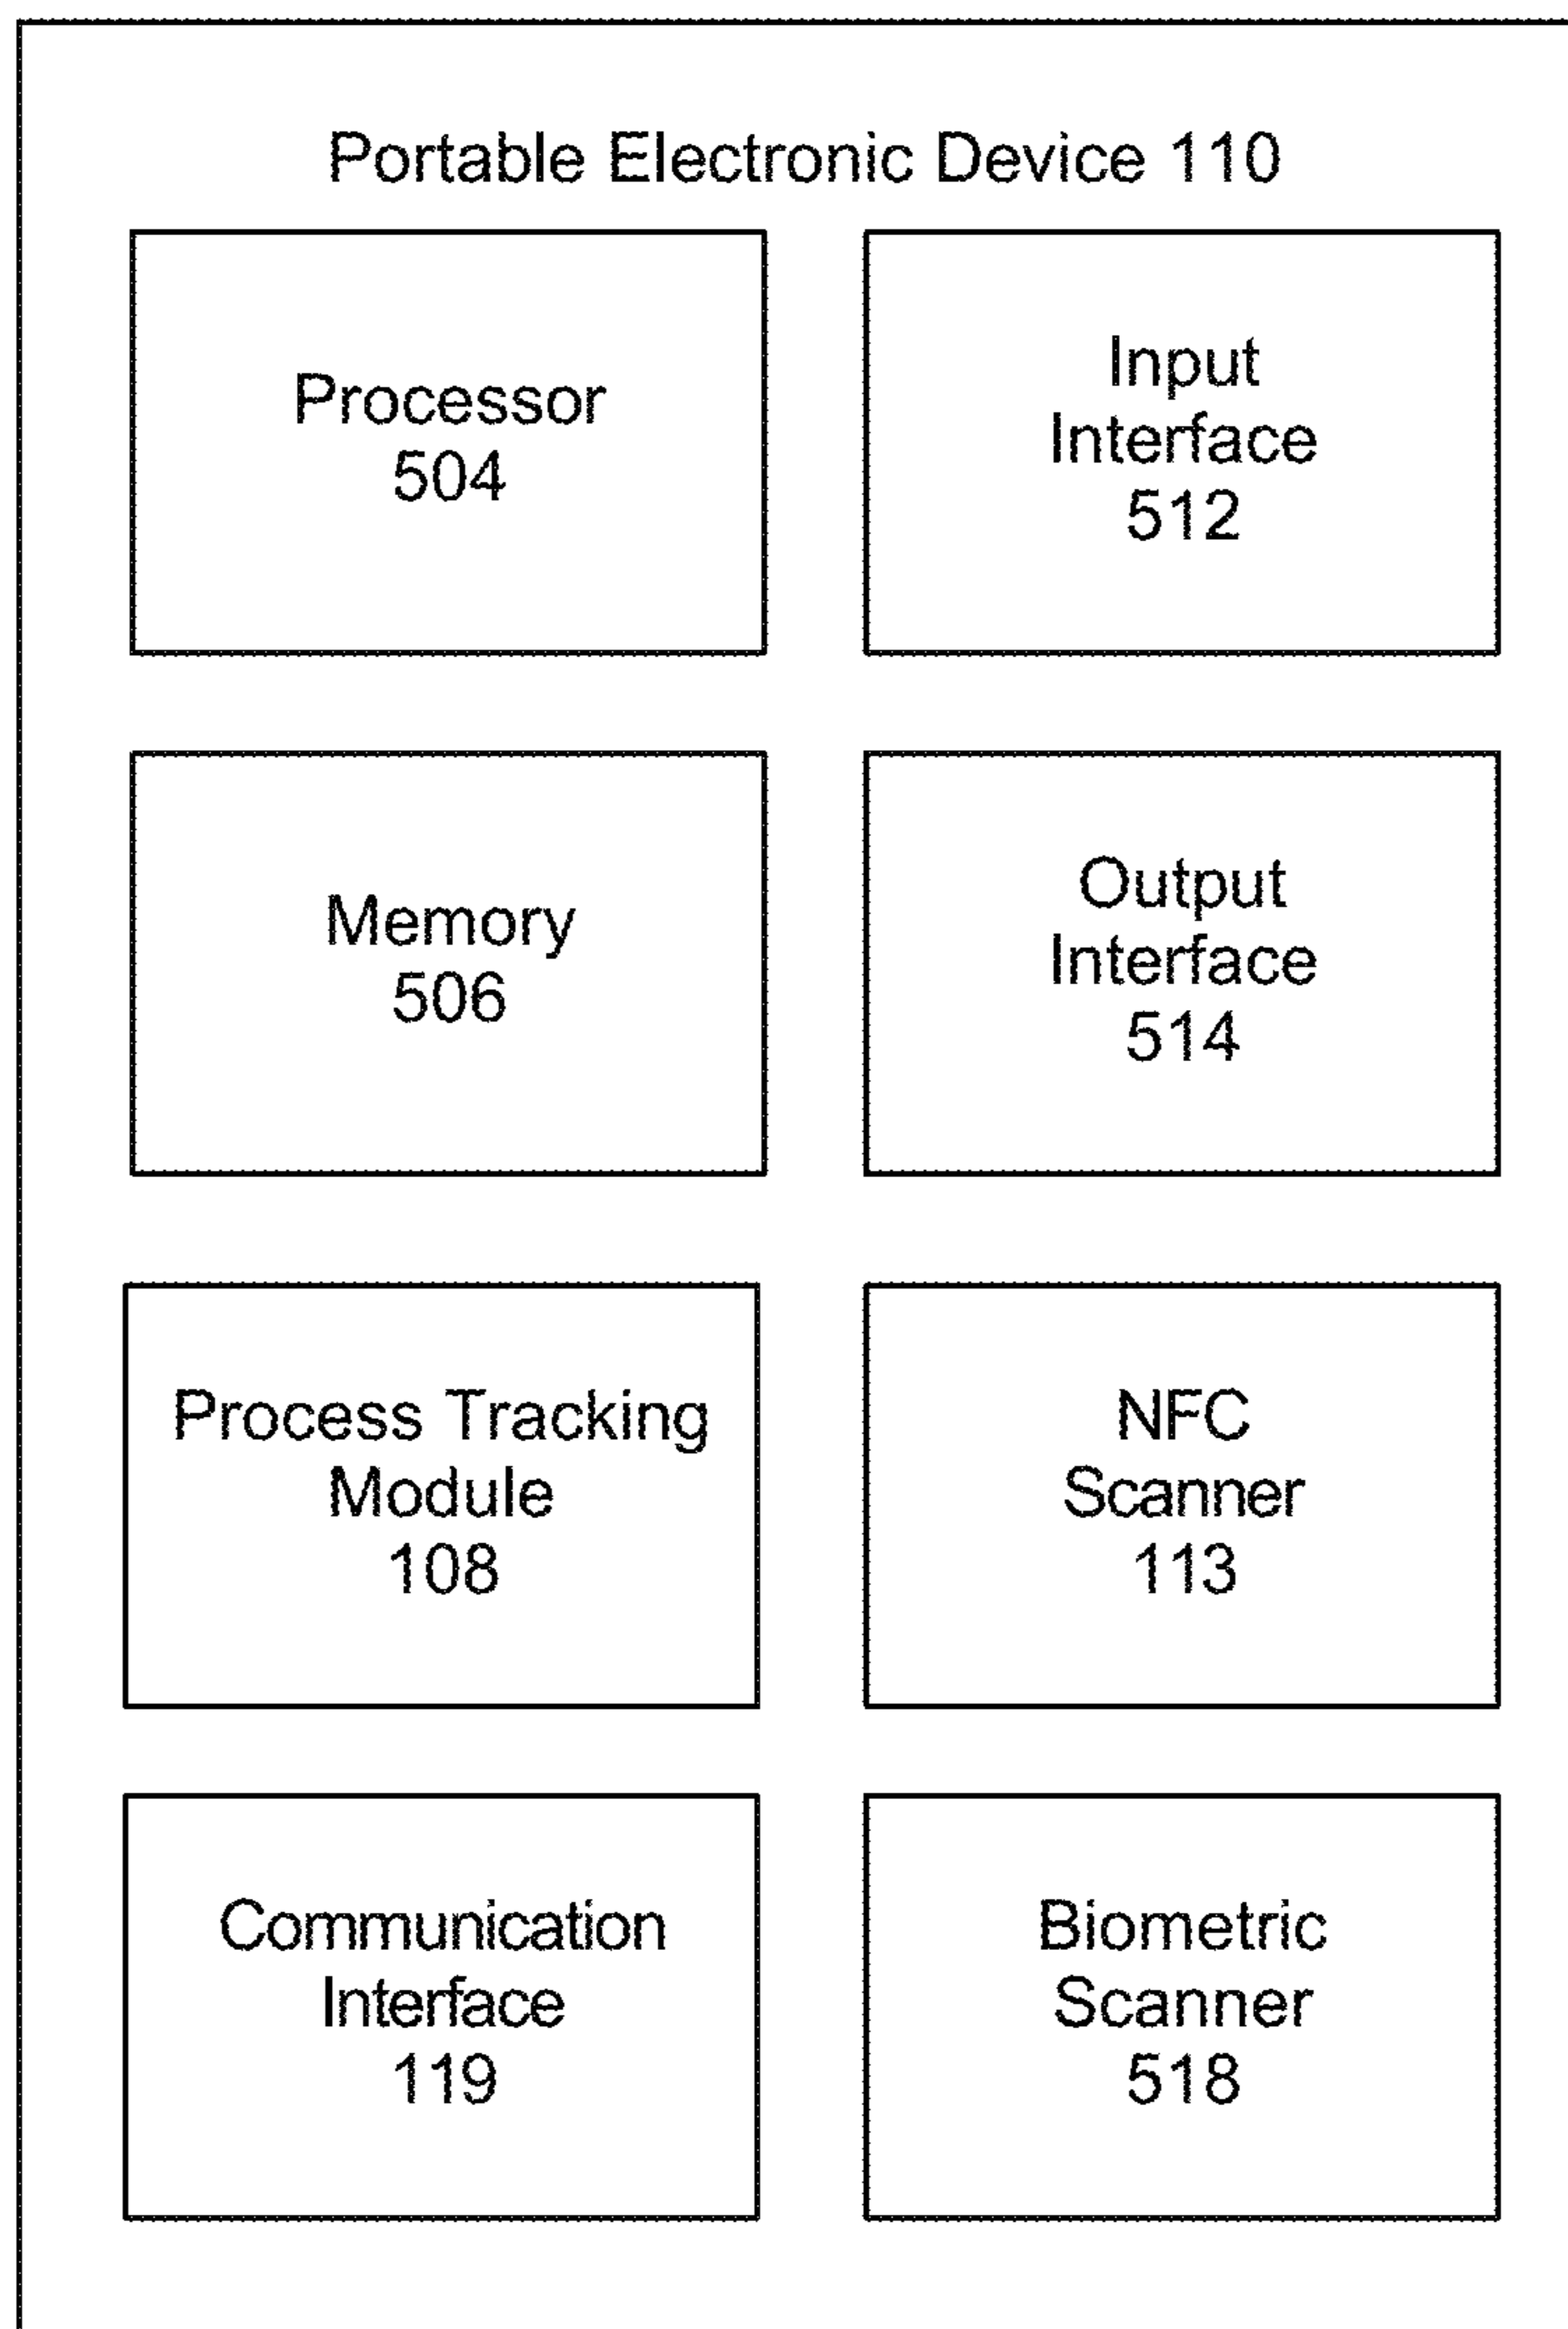 Portable Electronic Device 110
Processor
504
Input
Interface
512
Memory
506
Output
Interface
514
Process Tracking
Module
108
NFC
Scanner
113
Communication
Interface
119
Biometric
Scanner
518